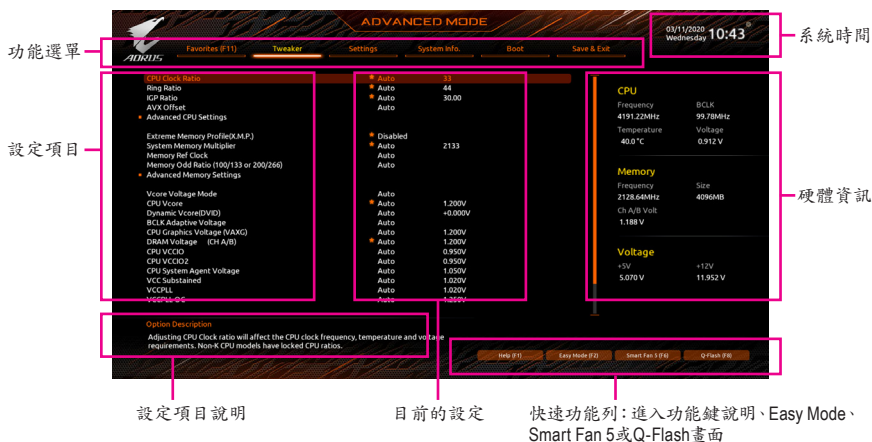 ADVANCED MODE
03/11/2020
Wednesday 10:43
系統時間
功能選單
AORUS
Favorites (F11) Tweaker Settings System Info. Boot Save & Exit
CPU Clock Ratio Auto 33
Ring Ratio Auto 44
IGP Ratio Auto 30.00
AVX Offset Auto
Advanced CPU Settings
Extreme Memory Profile(X.M.P.) Disabled
System Memory Multiplier Auto 2133
Memory Ref Clock Auto
Memory Odd Ratio (100/133 or 200/266) Auto
Advanced Memory Settings
Vcore Voltage Mode Auto
CPU Vcore Auto 1.200V
Dynamic Vcore(DVID) Auto +0.000V
BCLK Adaptive Voltage Auto
CPU Graphics Voltage (VAXG) Auto 1.200V
DRAM Voltage (CH A/B) Auto 1.200V
CPU VCCIO Auto 0.950V
CPU VCCIO2 Auto 0.950V
CPU System Agent Voltage Auto 1.050V
VCC Substained Auto 1.020V
VCCPLL Auto 1.020V
VCCPLL OC Auto 1.250V
設定項目
CPU
Frequency BCLK
4191.22MHz 99.78MHz
Temperature Voltage
40.0 °C 0.912 V
Memory
Frequency Size
2128.64MHz 4096MB
Ch A/B Volt
1.188 V
Voltage
+5V +12V
5.070 V 11.952 V
硬體資訊
Option Description
Adjusting CPU Clock ratio will affect the CPU clock frequency, temperature and voltage
requirements. Non-K CPU models have locked CPU ratios.
Help (F1) Easy Mode (F2) Smart Fan 5 (F6) Q-Flash (F8)
設定項目說明
目前的設定
快速功能列：進入功能鍵說明、Easy Mode、
Smart Fan 5或Q-Flash畫面